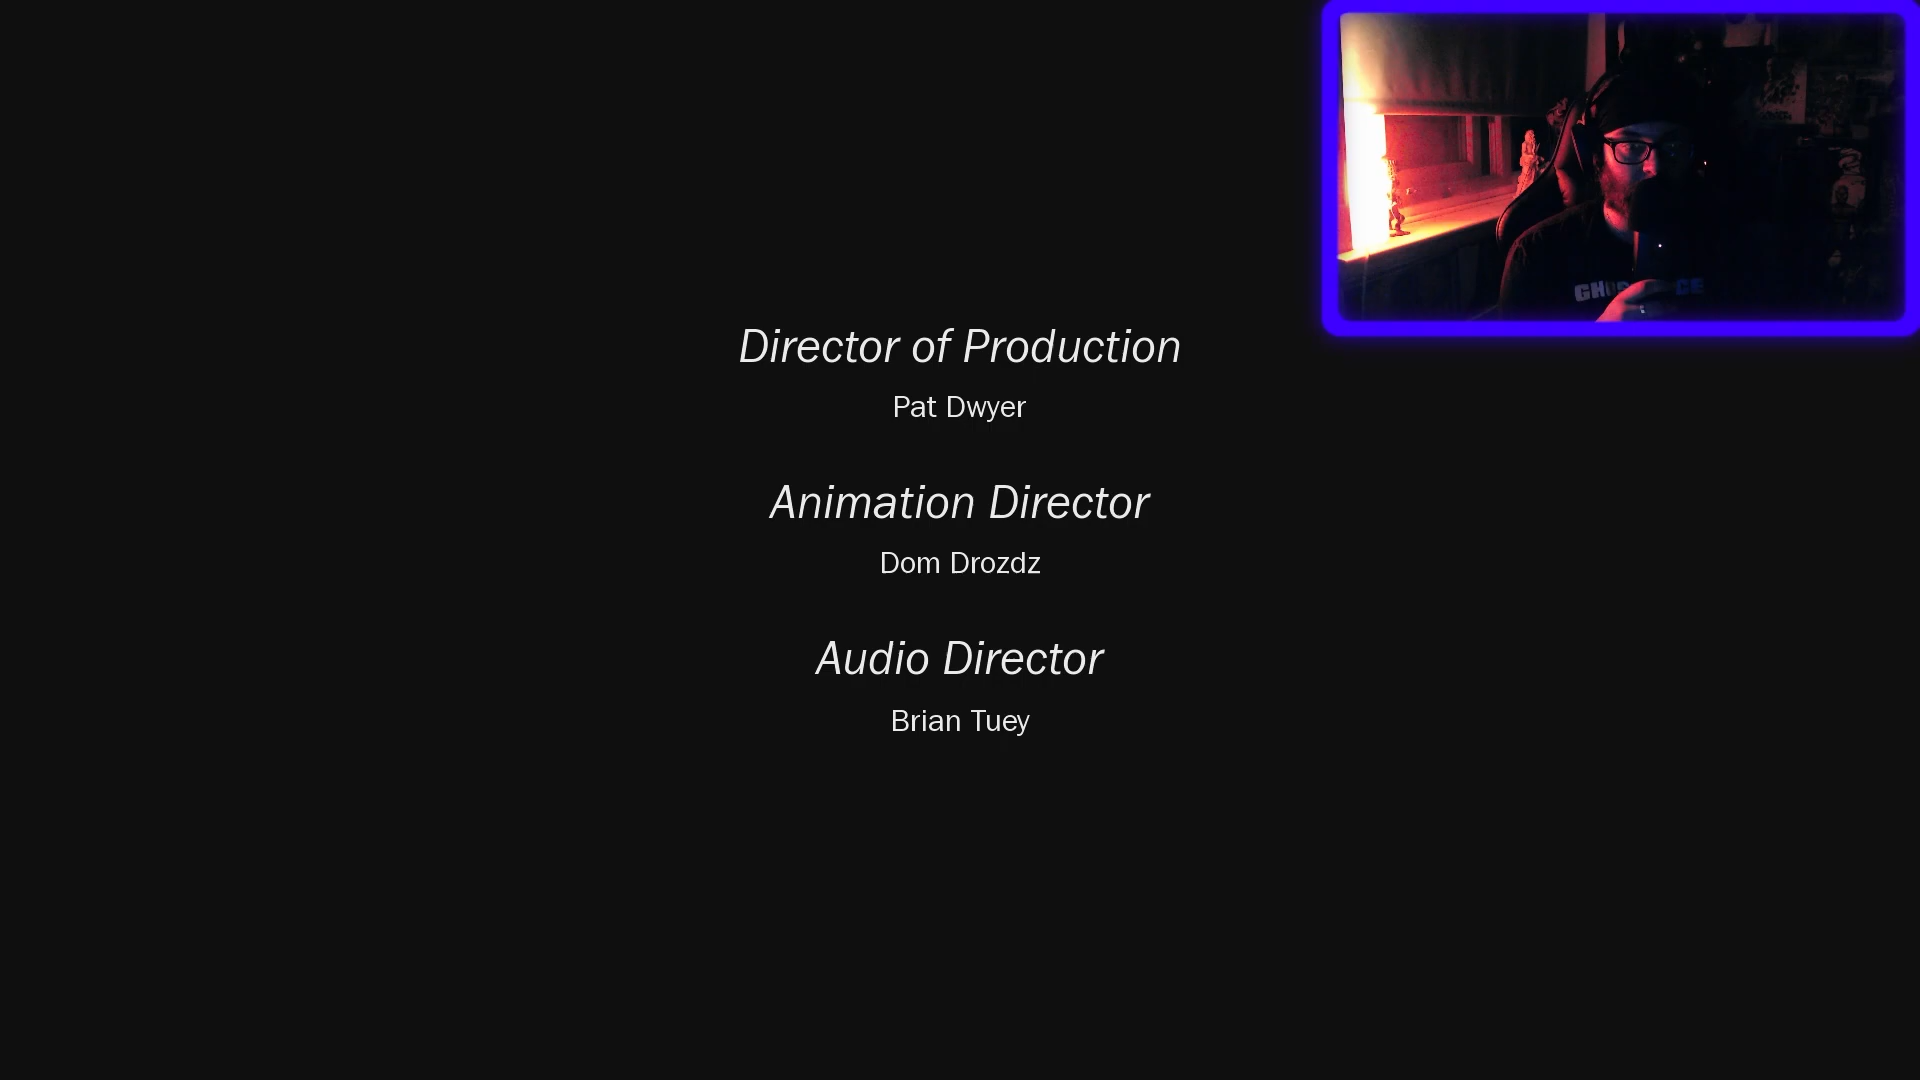 Director of Production
Pat Dwyer
Animation Director
Dom Drozdz
Audio Director
Brian Tuey